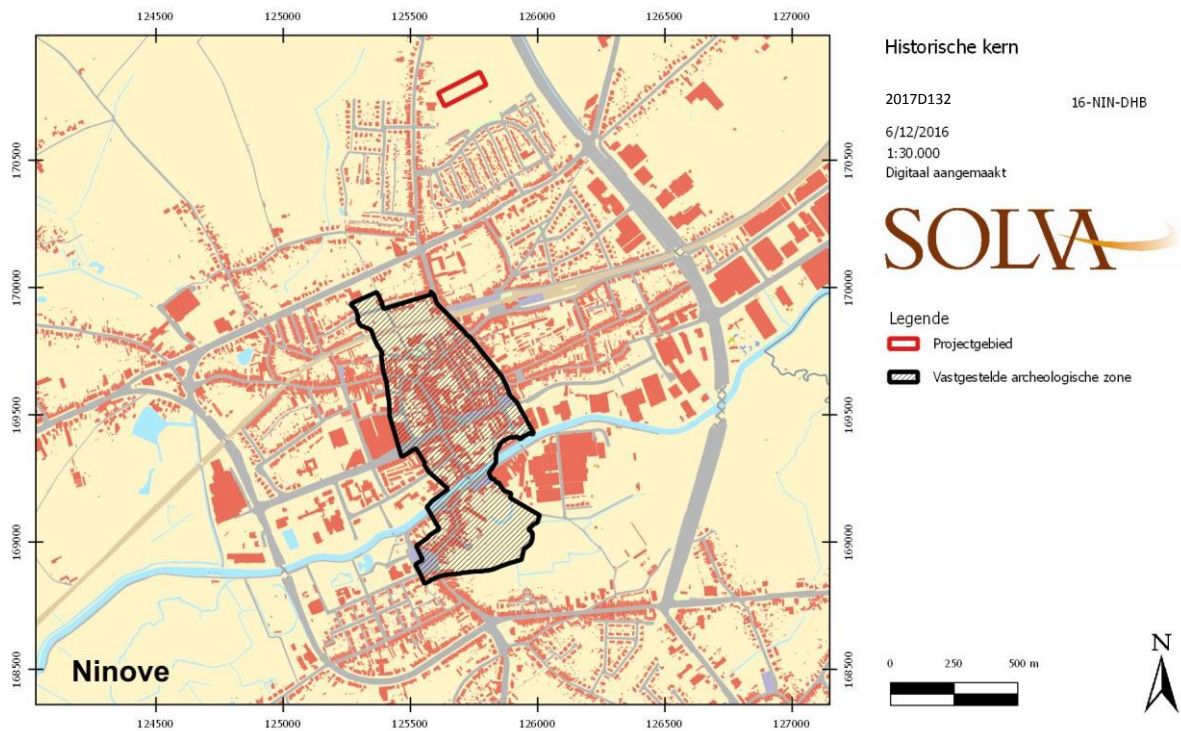 124500 125000 125500 126000 126500 127000
170500 170500
170000 170000
169500 169500
169000 169000
168500 168500
124500 125000 125500 126000 126500 127000
Ninove
Historische kern
2017D132 16-NIN-DHB
6/12/2016
1:30.000
Digitaal aangemaakt
SOLVA
Legende
Projectgebied
Vastgestelde archeologische zone
N
0 250 500 m